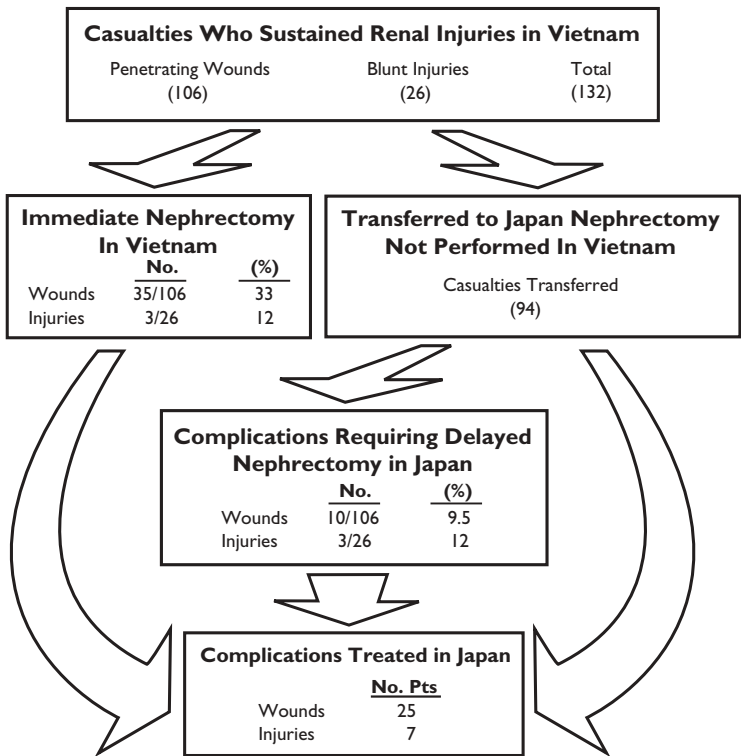 Casualties Who Sustained Renal Injuries in Vietnam
Penetrating Wounds Blunt Injuries Total
(106) (26) (132)
Immediate Nephrectomy
In Vietnam
No. (%)
Wounds 35/106 33
Injuries 3/26 12
Transferred to Japan Nephrectomy
Not Performed In Vietnam
Casualties Transferred
(94)
Complications Requiring Delayed
Nephrectomy in Japan
No. (%)
Wounds 10/106 9.5
Injuries 3/26 12
Complications Treated in Japan
No. Pts
Wounds 25
Injuries 7